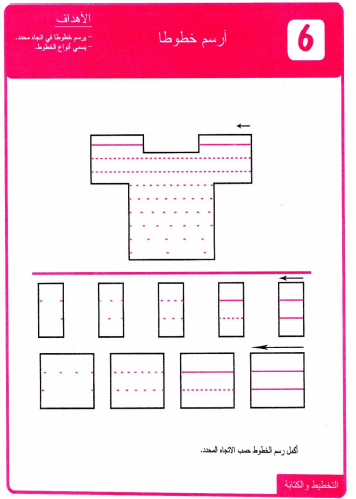 6
أرسم خطوطا
الأهداف
- يرسم خطوطا في اتجاه محدد.
- يسمي أنواع الخطوط.
أكمل رسم الخطوط حسب الاتجاه المحدد.
التخطيط والكتابة